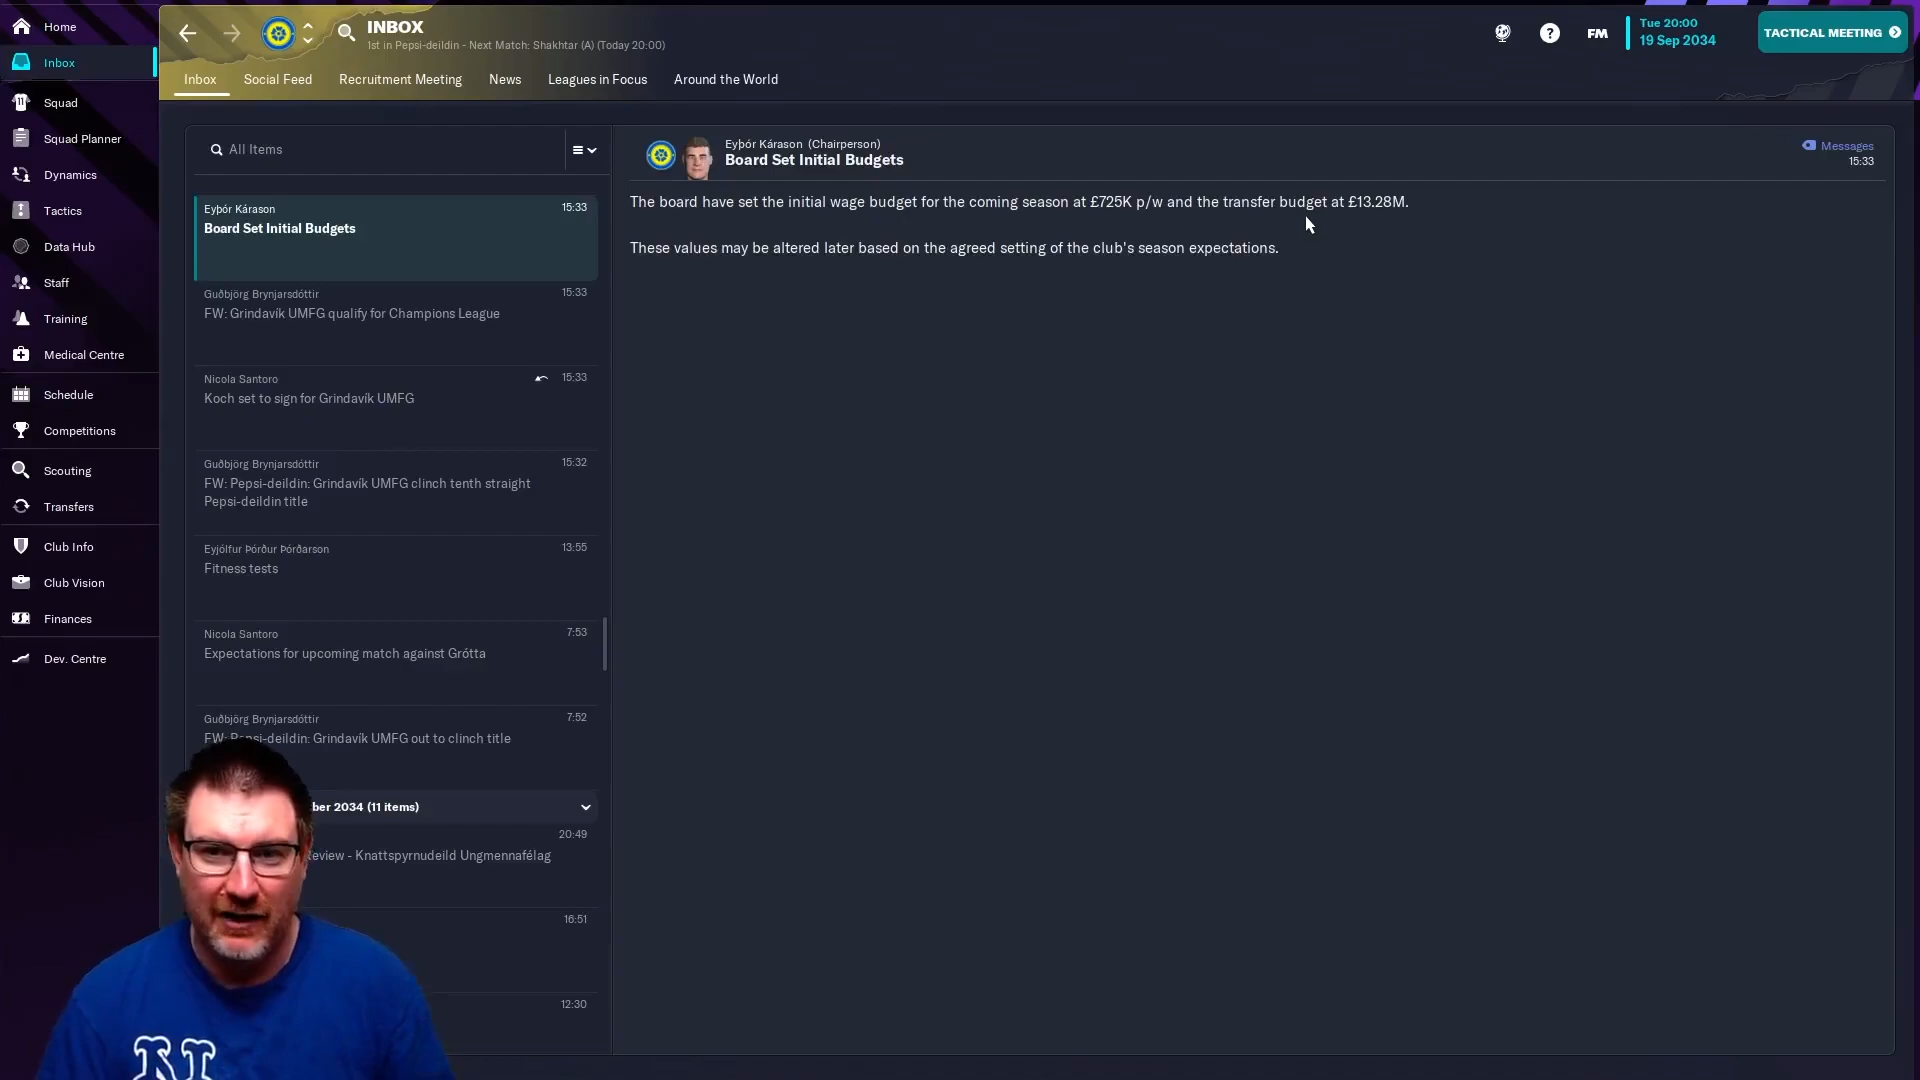 Home
Inbox
Squad
Squad Planner
Dynamics
Tactics
Data Hub
Staff
Training
Medical Centre
Schedule
Competitions
Scouting
Transfers
Club Info
Club Vision
Finances
Dev. Centre
INBOX
1st in Pepsi-deildin - Next Match: Shakhtar (A) (Today 20:00)
FM
Tue 20:00
19 Sep 2034
TACTICAL MEETING
Inbox Social Feed Recruitment Meeting News Leagues in Focus Around the World
All Items
Eyþór Kárason 15:33
Board Set Initial Budgets
Guðbjörg Brynjarsdóttir 15:33
FW: Grindavík UMFG qualify for Champions League
Nicola Santoro 15:33
Koch set to sign for Grindavík UMFG
Guðbjörg Brynjarsdóttir 15:32
FW: Pepsi-deildin: Grindavík UMFG clinch tenth straight
Pepsi-deildin title
Eyjólfur Þórður Þórðarson 13:55
Fitness tests
Nicola Santoro 7:53
Expectations for upcoming match against Grótta
Guðbjörg Brynjarsdóttir 7:52
FW: Pepsi-deildin: Grindavík UMFG out to clinch title
ber 2034 (11 items)
20:49
eview - Knattspyrnudeild Ungmennafélag
16:51
12:30
Eyþór Kárason (Chairperson)
Board Set Initial Budgets
Messages
15:33
The board have set the initial wage budget for the coming season at £725K p/w and the transfer budget at £13.28M.
These values may be altered later based on the agreed setting of the club's season expectations.
N